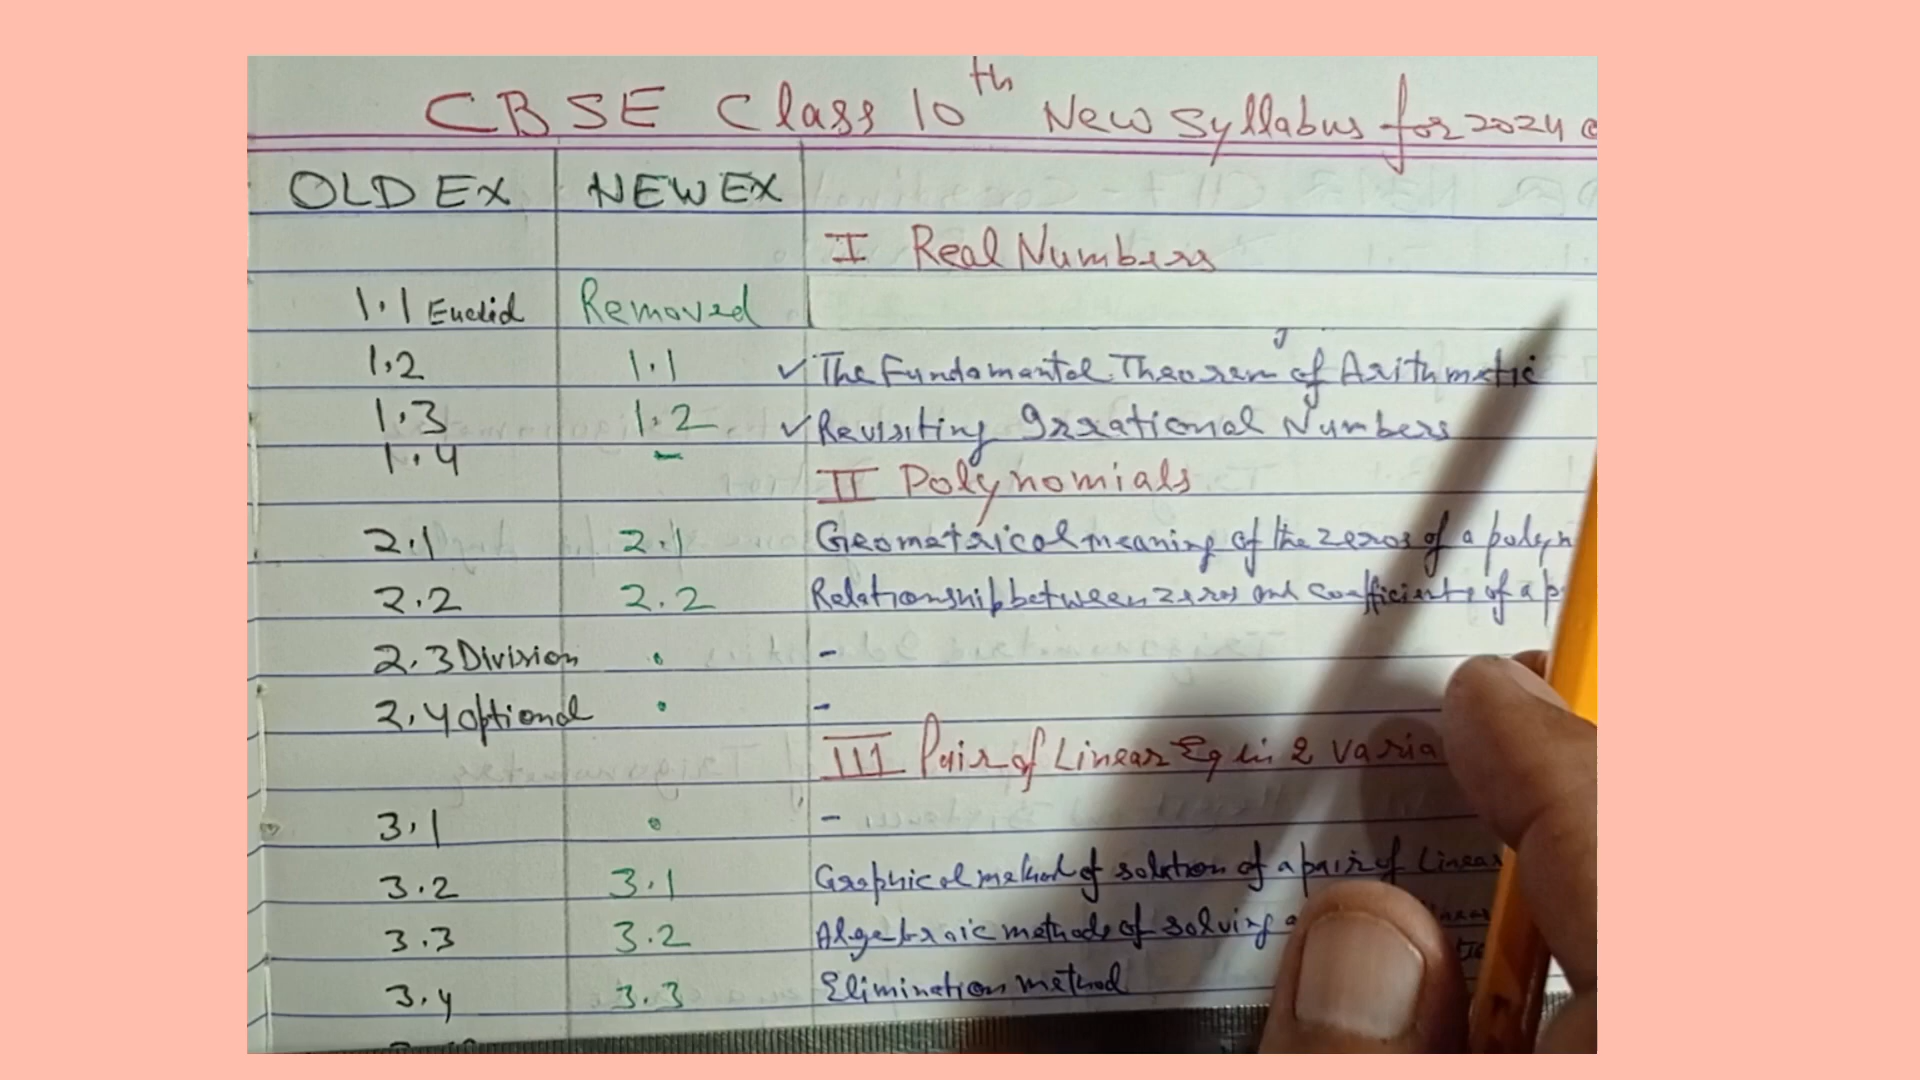 CBSE Class 10th New Syllabus for 2024
OLD EX NEW EX
I Real Numbers
1.1 Euclid Removed
1.2 1.1 ✓ The Fundamantal Theorem of Arithmetic
1.3 1.2 ✓ Revisiting Irrational Numbers
1.4 -
II Polynomials
2.1 2.1 Geometrical meaning of the zeros of a polyn
2.2 2.2 Relationship between zeros and coefficients of a p
2.3 Division • -
2.4 Optional • -
III Pair of Linear Eq in 2 varia
3.1 • -
3.2 3.1 Graphical method of solution of a pair of Linear
3.3 3.2 Algebraic methods of solving a
3.4 3.3 Elimination method